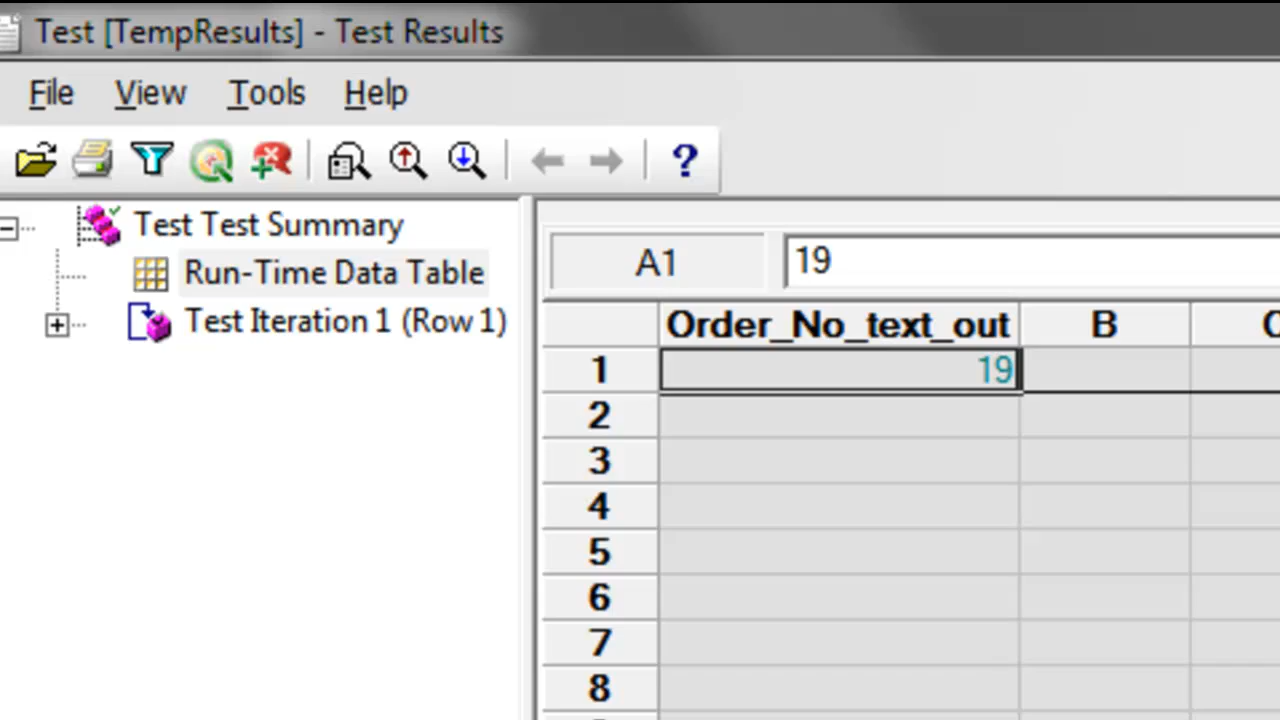 Test [TempResults] - Test Results
File View Tools Help
?
Test Test Summary
Run-Time Data Table
Test Iteration 1 (Row 1)
A1 19
Order_No_text_out B
1 19
2
3
4
5
6
7
8